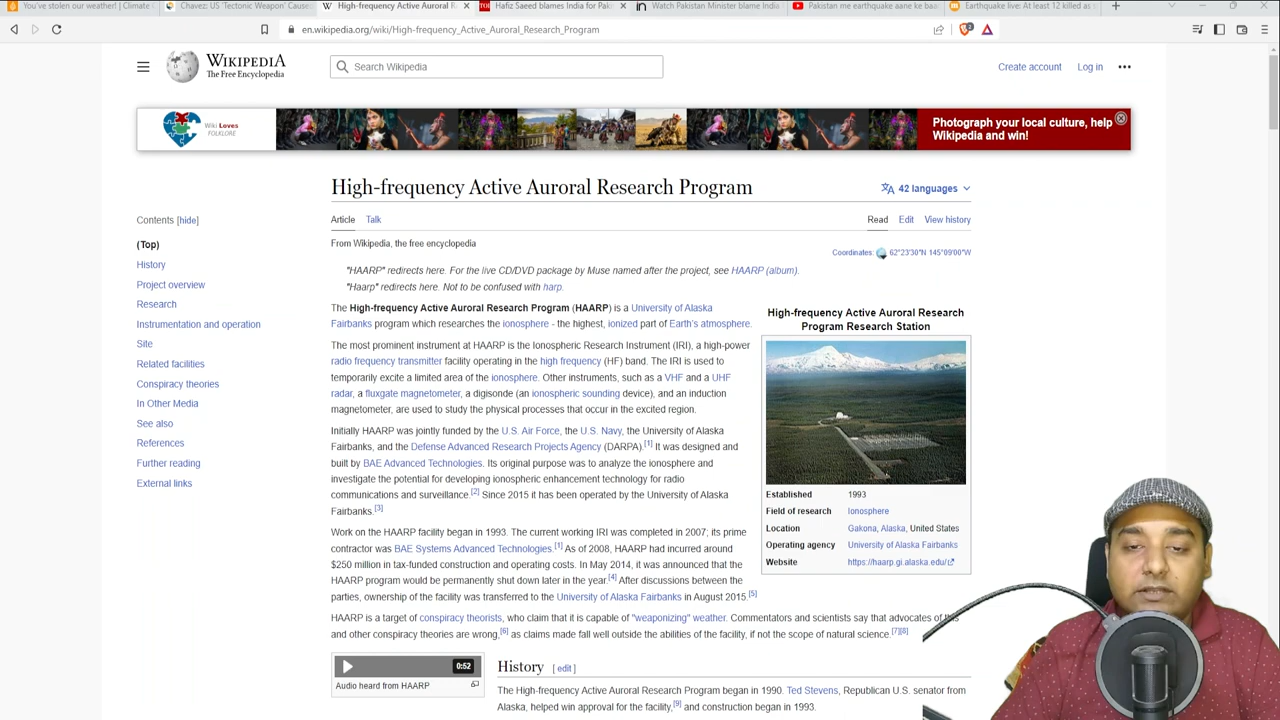 You've stolen our weather! | Climate
Chavez: US 'Tectonic Weapon' Cause
High-frequency Active Auroral R
Hafiz Saeed blames India for Pak
Watch Pakistan Minister blame India
Pakistan me earthquake aane ke baa
Earthquake live: At least 12 killed as
en.wikipedia.org/wiki/High-frequency_Active_Auroral_Research_Program
WIKIPEDIA
The Free Encyclopedia
Search Wikipedia
Create account
Log in
Wiki Loves
FOLKLORE
Photograph your local culture, help
Wikipedia and win!
High-frequency Active Auroral Research Program
42 languages
Contents [hide]
(Top)
History
Project overview
Research
Instrumentation and operation
Site
Related facilities
Conspiracy theories
In Other Media
See also
References
Further reading
External links
Article Talk
Read Edit View history
From Wikipedia, the free encyclopedia
Coordinates: 62°23'30"N 145°09'00"W
"HAARP" redirects here. For the live CD/DVD package by Muse named after the project, see HAARP (album).
"Haarp" redirects here. Not to be confused with harp.
The High-frequency Active Auroral Research Program (HAARP) is a University of Alaska
Fairbanks program which researches the ionosphere - the highest, ionized part of Earth's atmosphere.
The most prominent instrument at HAARP is the Ionospheric Research Instrument (IRI), a high-power
radio frequency transmitter facility operating in the high frequency (HF) band. The IRI is used to
temporarily excite a limited area of the ionosphere. Other instruments, such as a VHF and a UHF
radar, a fluxgate magnetometer, a digisonde (an ionospheric sounding device), and an induction
magnetometer, are used to study the physical processes that occur in the excited region.
Initially HAARP was jointly funded by the U.S. Air Force, the U.S. Navy, the University of Alaska
Fairbanks, and the Defense Advanced Research Projects Agency (DARPA).[1] It was designed and
built by BAE Advanced Technologies. Its original purpose was to analyze the ionosphere and
investigate the potential for developing ionospheric enhancement technology for radio
communications and surveillance.[2] Since 2015 it has been operated by the University of Alaska
Fairbanks.[3]
Work on the HAARP facility began in 1993. The current working IRI was completed in 2007; its prime
contractor was BAE Systems Advanced Technologies.[1] As of 2008, HAARP had incurred around
$250 million in tax-funded construction and operating costs. In May 2014, it was announced that the
HAARP program would be permanently shut down later in the year.[4] After discussions between the
parties, ownership of the facility was transferred to the University of Alaska Fairbanks in August 2015.[5]
HAARP is a target of conspiracy theorists, who claim that it is capable of "weaponizing" weather. Commentators and scientists say that advocates of this
and other conspiracy theories are wrong,[6] as claims made fall well outside the abilities of the facility, if not the scope of natural science.[7][8]
High-frequency Active Auroral Research
Program Research Station
Established 1993
Field of research Ionosphere
Location Gakona, Alaska, United States
Operating agency University of Alaska Fairbanks
Website https://haarp.gi.alaska.edu/
0:52
Audio heard from HAARP
History [ edit ]
The High-frequency Active Auroral Research Program began in 1990. Ted Stevens, Republican U.S. senator from
Alaska, helped win approval for the facility,[9] and construction began in 1993.